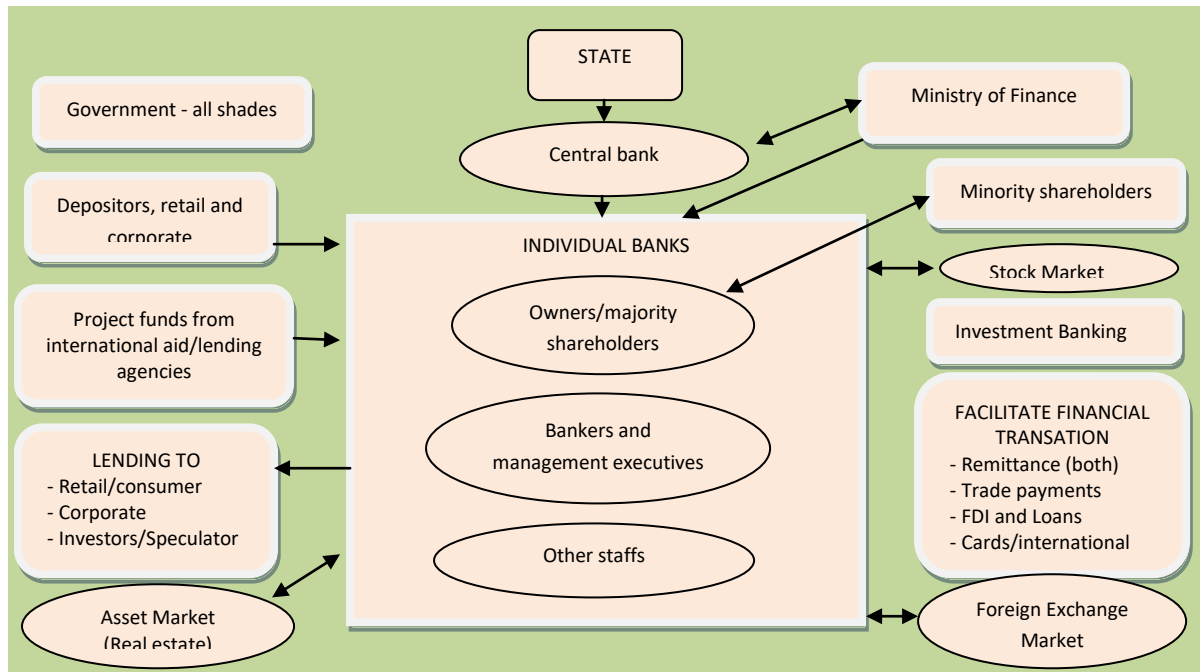 STATE
Government - all shades
Ministry of Finance
Central bank
Depositors, retail and
corporate
Minority shareholders
INDIVIDUAL BANKS
Stock Market
Owners/majority
shareholders
Project funds from
international aid/lending
agencies
Investment Banking
Bankers and
management executives
FACILITATE FINANCIAL
TRANSATION
- Remittance (both)
- Trade payments
- FDI and Loans
- Cards/international
LENDING TO
- Retail/consumer
- Corporate
- Investors/Speculator
Other staffs
Asset Market
(Real estate)
Foreign Exchange
Market